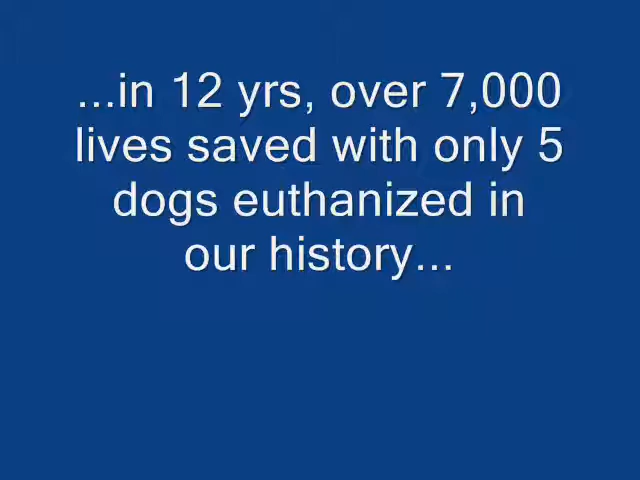 ...in 12 yrs, over 7,000
lives saved with only 5
dogs euthanized in
our history...